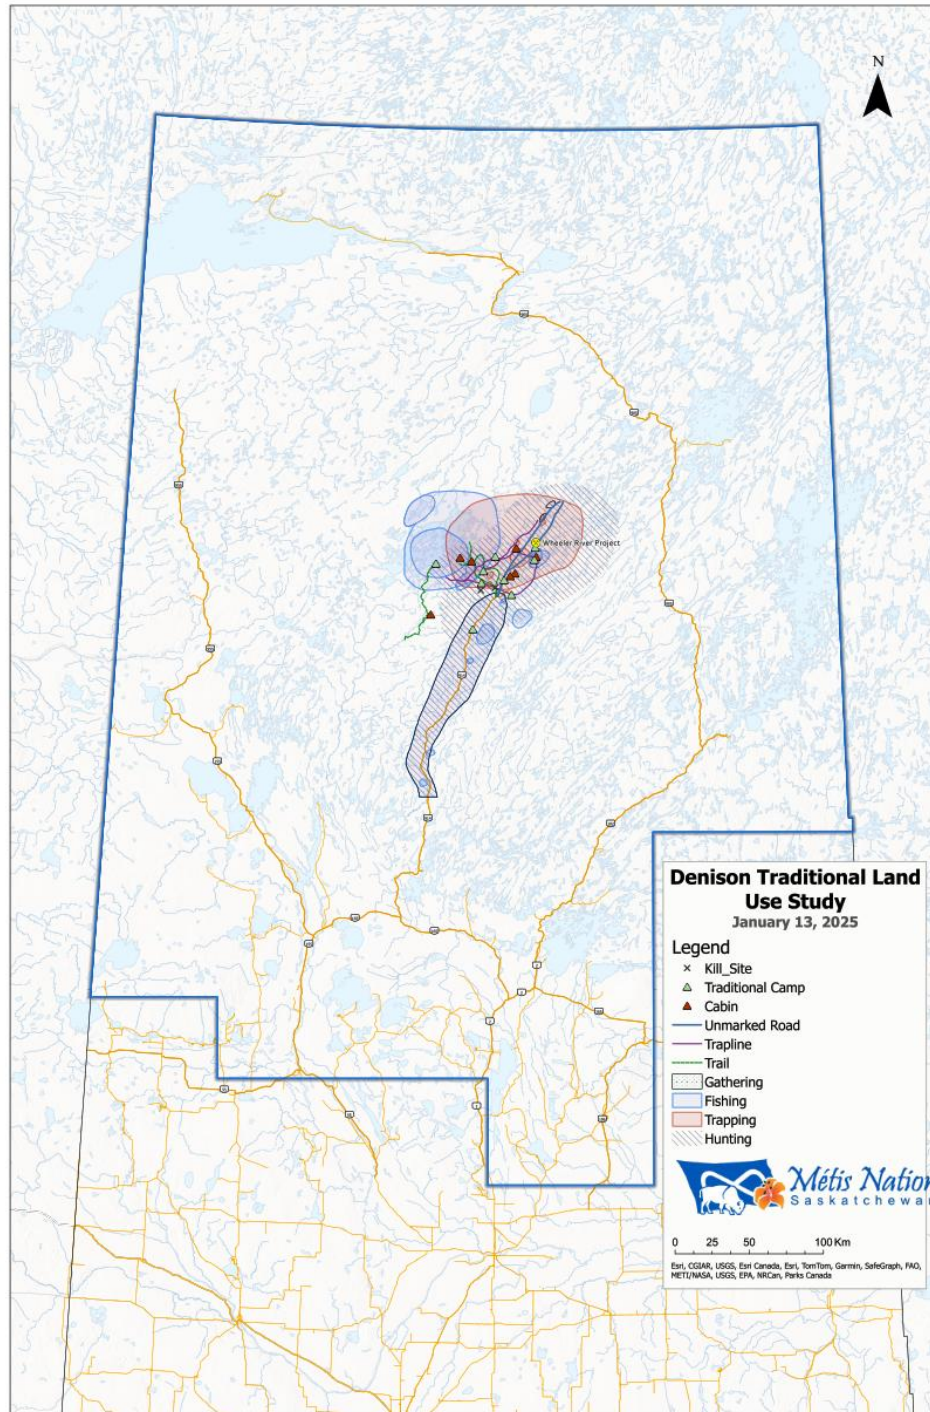 N
Wheeler River Project
Denison Traditional Land
Use Study
January 13, 2025
Legend
Kill_Site
Traditional Camp
Cabin
Unmarked Road
Trapline
Trail
Gathering
Fishing
Trapping
Hunting
Métis Nation
Saskatchewa
0 25 50 100 Km
Esri, CGIAR, USGS, Esri Canada, Esri, TomTom, Garmin, SafeGraph, FAO,
METI/NASA, USGS, EPA, NRCan, Parks Canada